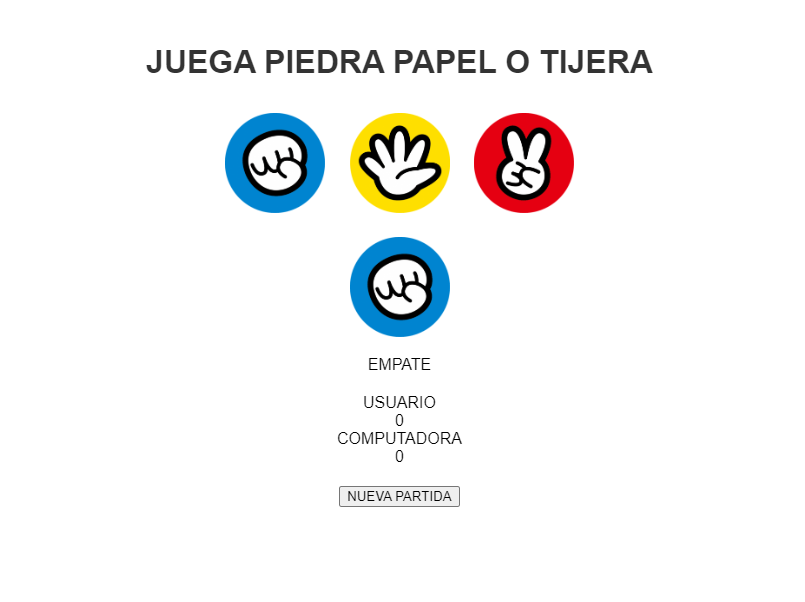 JUEGA PIEDRA PAPEL O TIJERA
EMPATE
USUARIO
0
COMPUTADORA
0
NUEVA PARTIDA